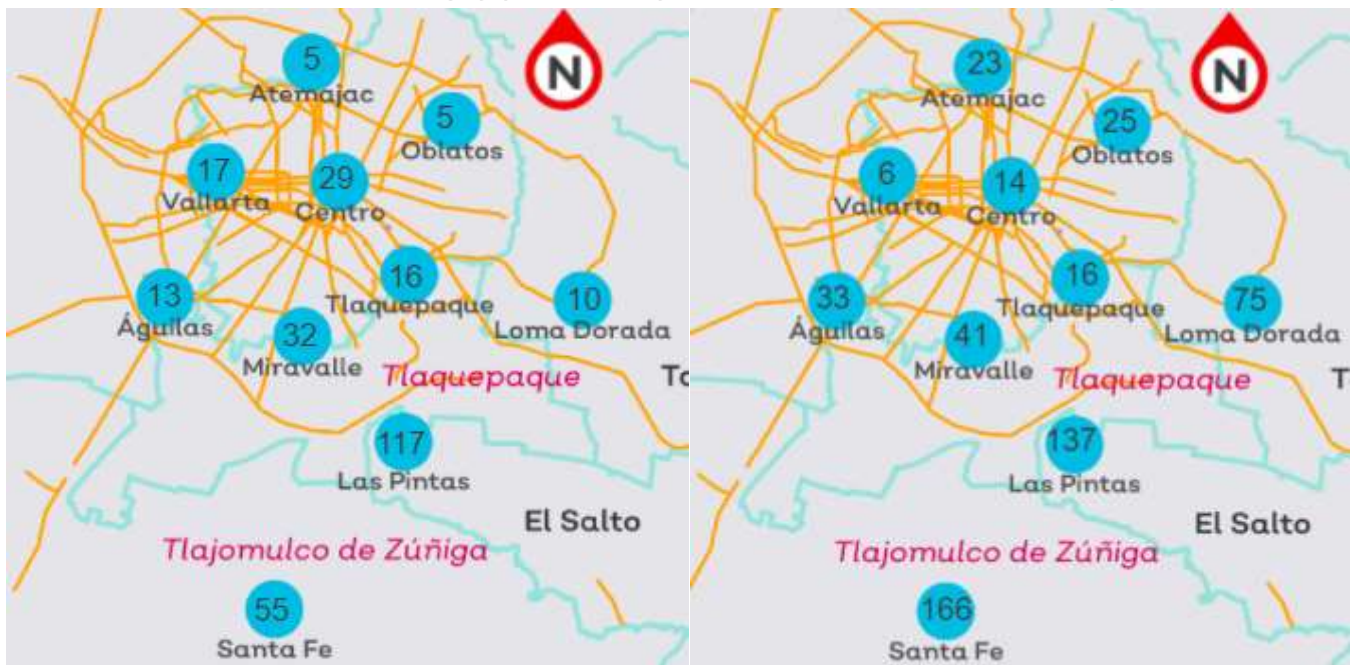 N
5
Atemajac
5
Oblatos
17
Vallarta
29
Centro
16
Tlaquepaque
13
Águilas
10
Loma Dorada
32
Miravalle
Tlaquepaque
To
117
Las Pintas
El Salto
Tlajomulco de Zúñiga
55
Santa Fe
N
23
Atemajac
25
Oblatos
6
Vallarta
14
Centro
16
Tlaquepaque
33
Águilas
75
Loma Dorada
41
Miravalle
Tlaquepaque
T
137
Las Pintas
El Salto
Tlajomulco de Zúñiga
166
Santa Fe